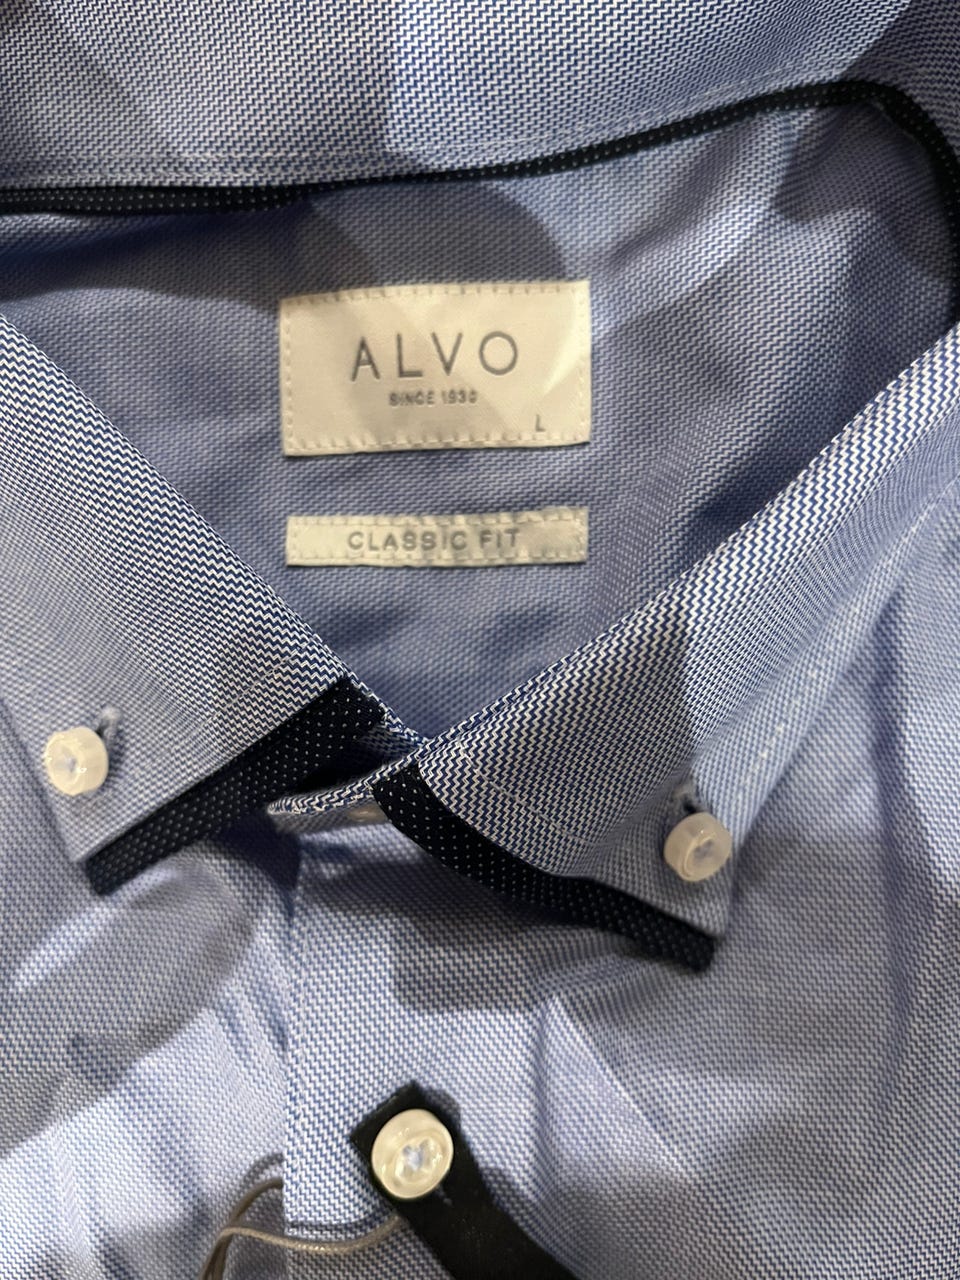 ALVO
SINCE 1930
L
CLASSIC FIT